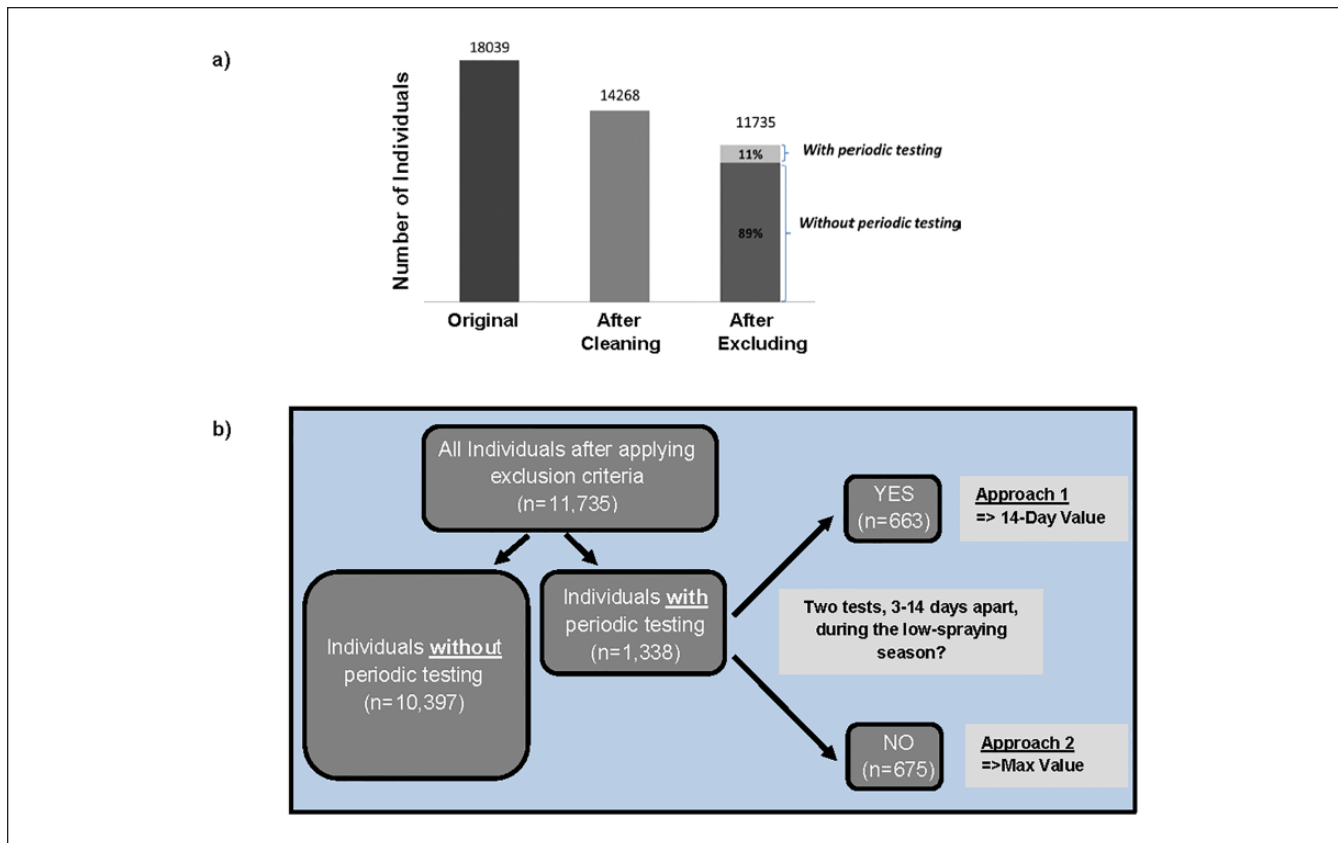 a)
18039
14268
11735
11%
With periodic testing
89%
Without periodic testing
Number of Individuals
Original
After
Cleaning
After
Excluding
b)
All Individuals after applying
exclusion criteria
(n=11,735)
Individuals without
periodic testing
(n=10,397)
Individuals with
periodic testing
(n=1,338)
YES
(n=663)
Approach 1
=> 14-Day Value
Two tests, 3-14 days apart,
during the low-spraying
season?
NO
(n=675)
Approach 2
=>Max Value